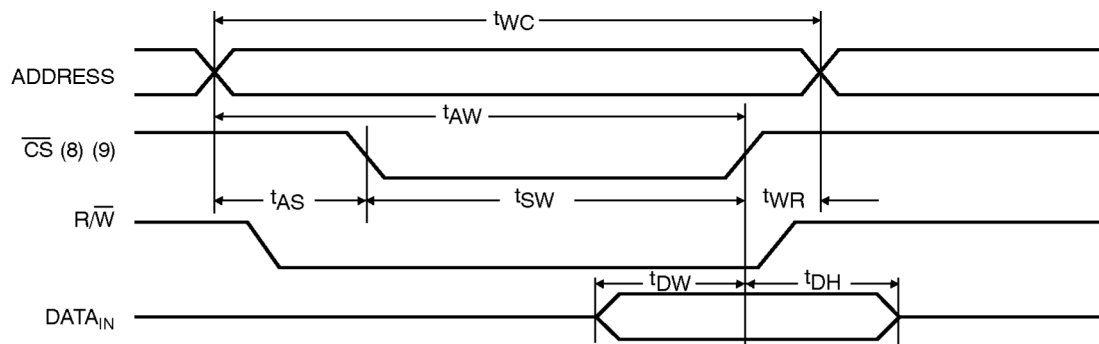 tWC
ADDRESS
tAW
CS (8) (9)
tAS tSW tWR
R/W
tDW tDH
DATAIN